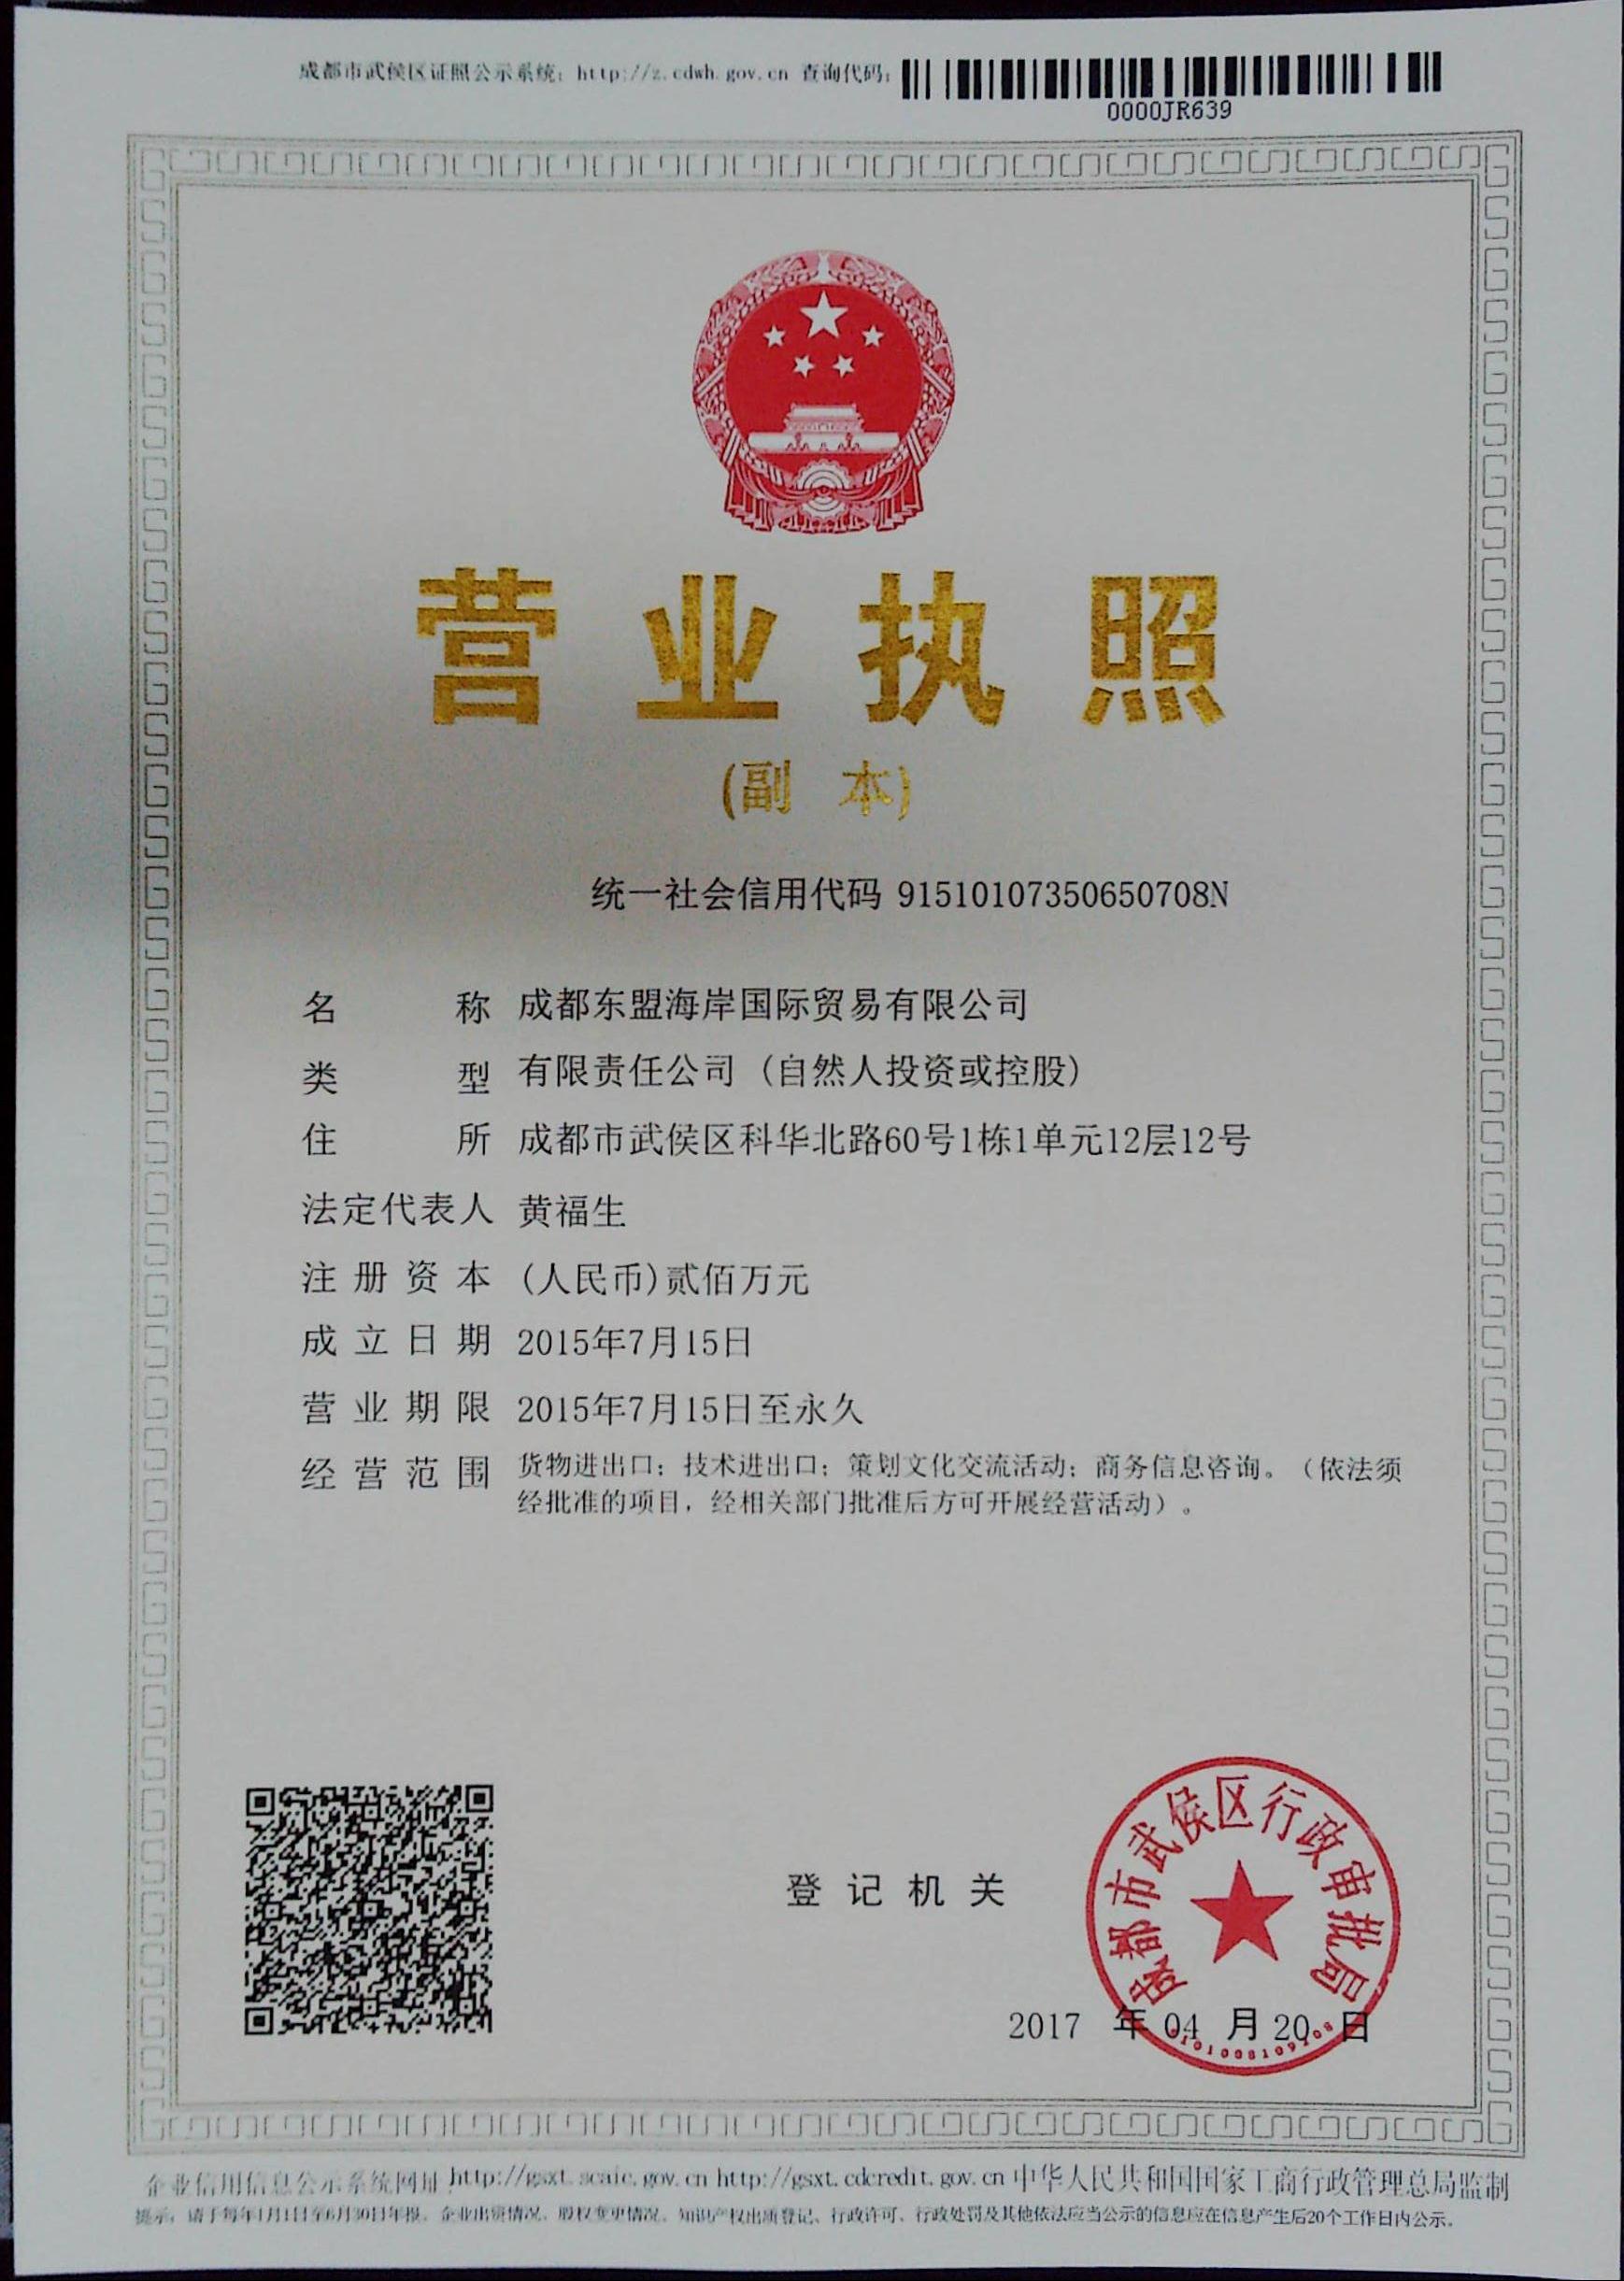 成都市武侯区证照公示系统: http://z.cdwh.gov.cn 查询代码:
0000JR639
营业执照
(副 本)
统一社会信用代码 91510107350650708N
名 称 成都东盟海岸国际贸易有限公司
类 型 有限责任公司 (自然人投资或控股)
住 所 成都市武侯区科华北路60号1栋1单元12层12号
法定代表人 黄福生
注 册 资 本 (人民币)贰佰万元
成 立 日 期 2015年7月15日
营 业 期 限 2015年7月15日至永久
经 营 范 围 货物进出口; 技术进出口; 策划文化交流活动; 商务信息咨询。(依法须
经批准的项目, 经相关部门批准后方可开展经营活动)。
登 记 机 关
成都市武侯区行政审批局
2017 年 04 月 20 日
企业信用信息公示系统网址 http://gsxt.scaic.gov.cn http://gsxt.cdcredit.gov.cn 中华人民共和国国家工商行政管理总局监制
提示: 请于每年1月1日至6月30日年报。企业出资情况、股权变更情况、知识产权出质登记、行政许可、行政处罚及其他依法应当公示的信息应在信息产生后20个工作日内公示。